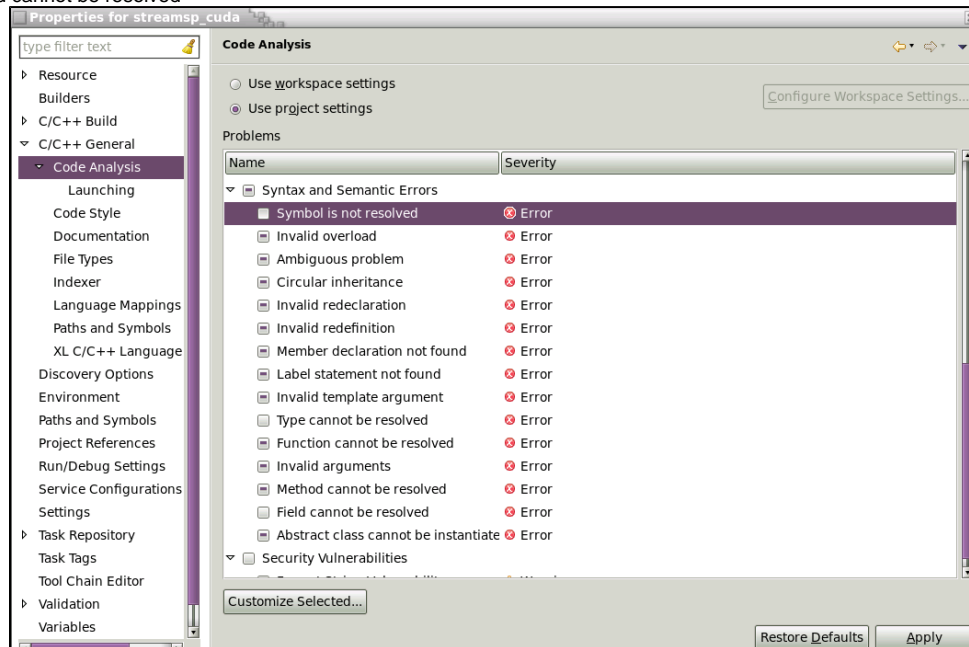 cannot be resolved
Properties for streamsp_cuda
type filter text
Code Analysis
Resource
Builders
C/C++ Build
C/C++ General
Code Analysis
Launching
Code Style
Documentation
File Types
Indexer
Language Mappings
Paths and Symbols
XL C/C++ Language
Discovery Options
Environment
Paths and Symbols
Project References
Run/Debug Settings
Service Configurations
Settings
Task Repository
Task Tags
Tool Chain Editor
Validation
Variables
Use workspace settings
Use project settings
Configure Workspace Settings...
Problems
Name Severity
Syntax and Semantic Errors
Symbol is not resolved Error
Invalid overload Error
Ambiguous problem Error
Circular inheritance Error
Invalid redeclaration Error
Invalid redefinition Error
Member declaration not found Error
Label statement not found Error
Invalid template argument Error
Type cannot be resolved Error
Function cannot be resolved Error
Invalid arguments Error
Method cannot be resolved Error
Field cannot be resolved Error
Abstract class cannot be instantiate Error
Security Vulnerabilities
Customize Selected...
Restore Defaults Apply